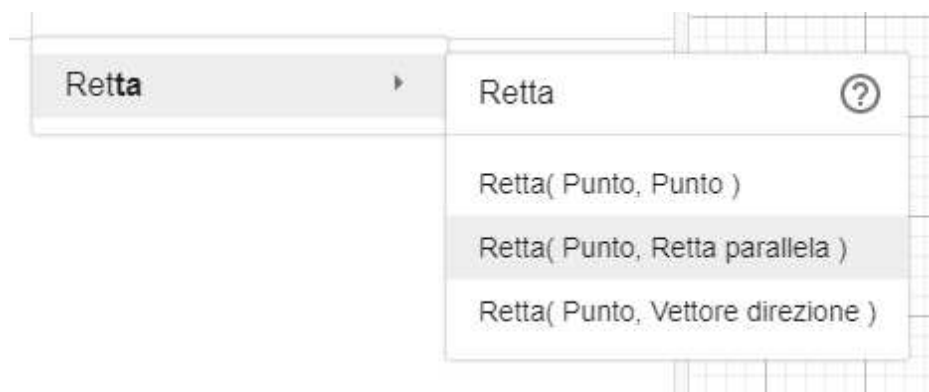 Retta
Retta
Retta( Punto, Punto )
Retta( Punto, Retta parallela )
Retta( Punto, Vettore direzione )